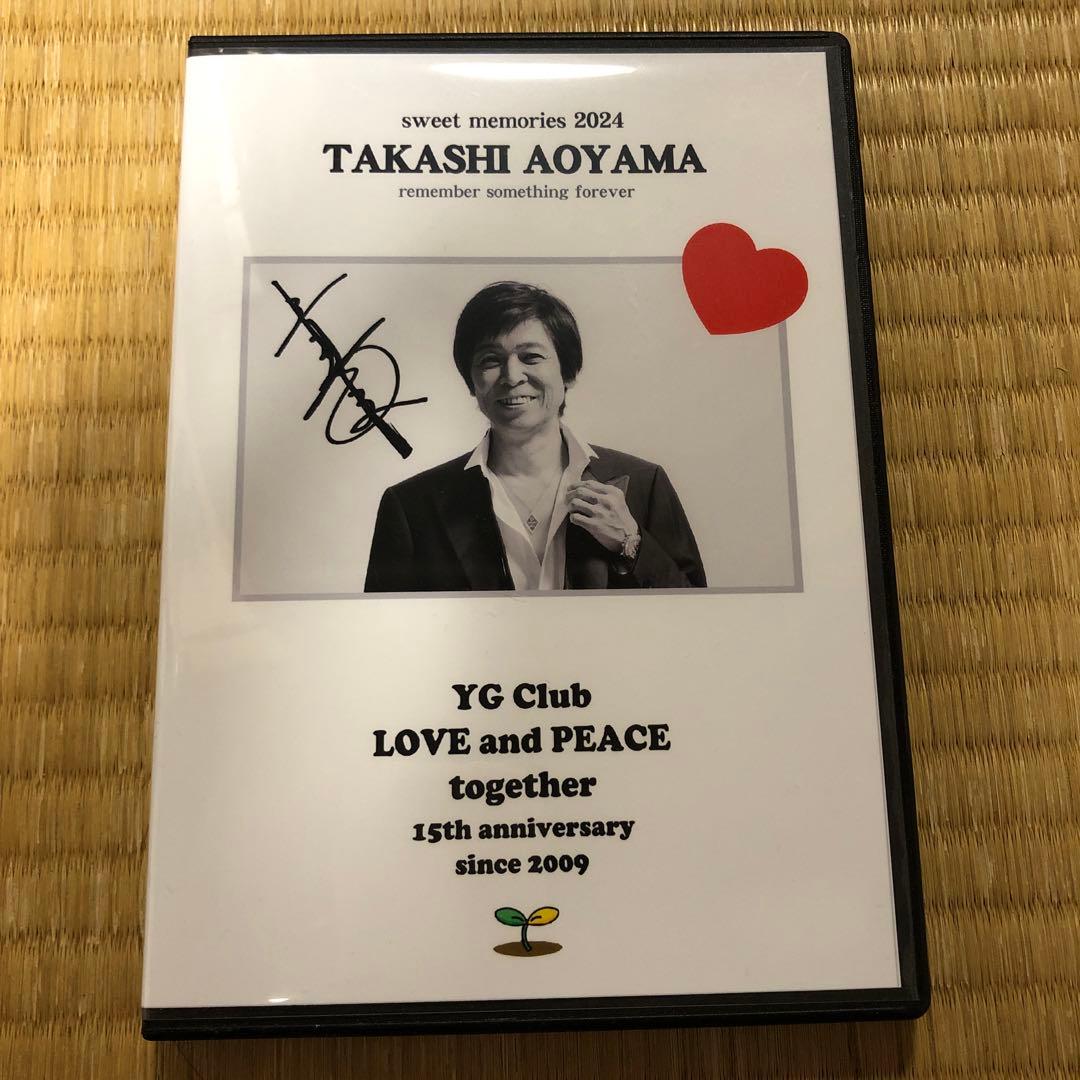 sweet memories 2024
TAKASHI AOYAMA
remember something forever
YG Club
LOVE and PEACE
together
15th anniversary
since 2009